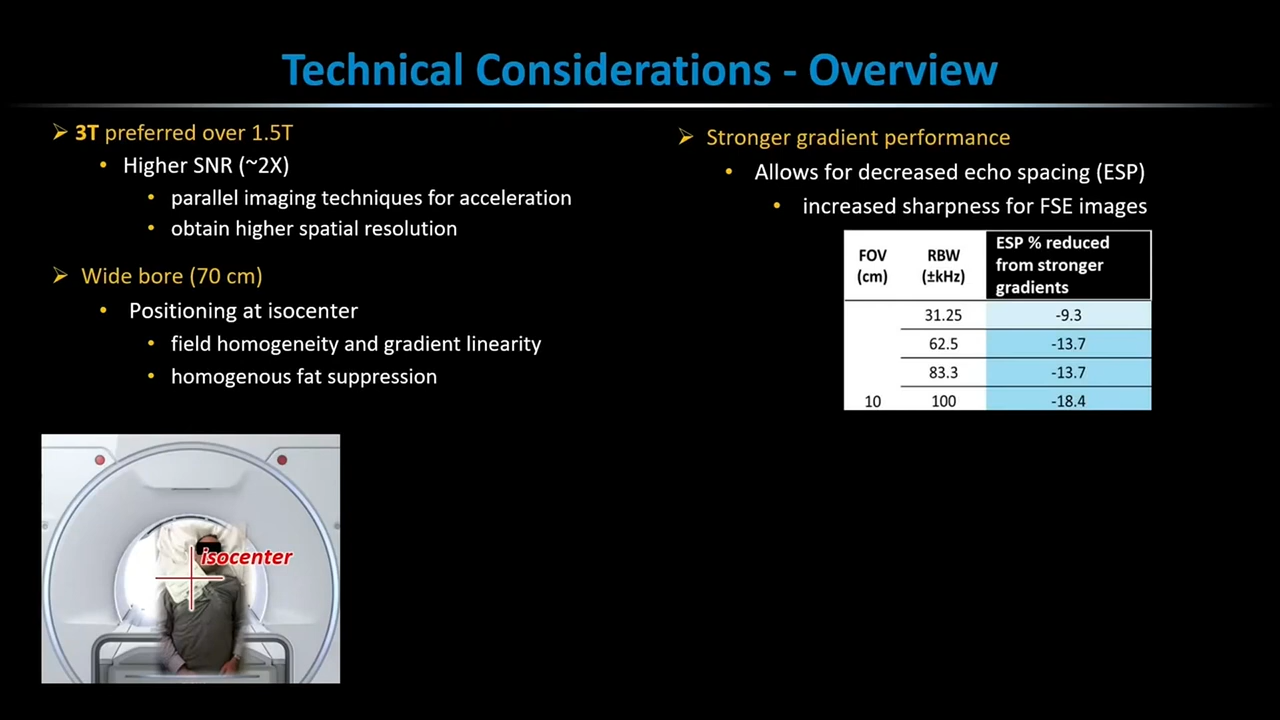 Technical Considerations - Overview
➢ 3T preferred over 1.5T
• Higher SNR (~2X)
• parallel imaging techniques for acceleration
• obtain higher spatial resolution
➢ Wide bore (70 cm)
• Positioning at isocenter
• field homogeneity and gradient linearity
• homogenous fat suppression
isocenter
➢ Stronger gradient performance
• Allows for decreased echo spacing (ESP)
• increased sharpness for FSE images
FOV (cm) RBW (±kHz) ESP % reduced from stronger gradients
31.25 -9.3
62.5 -13.7
83.3 -13.7
10 100 -18.4